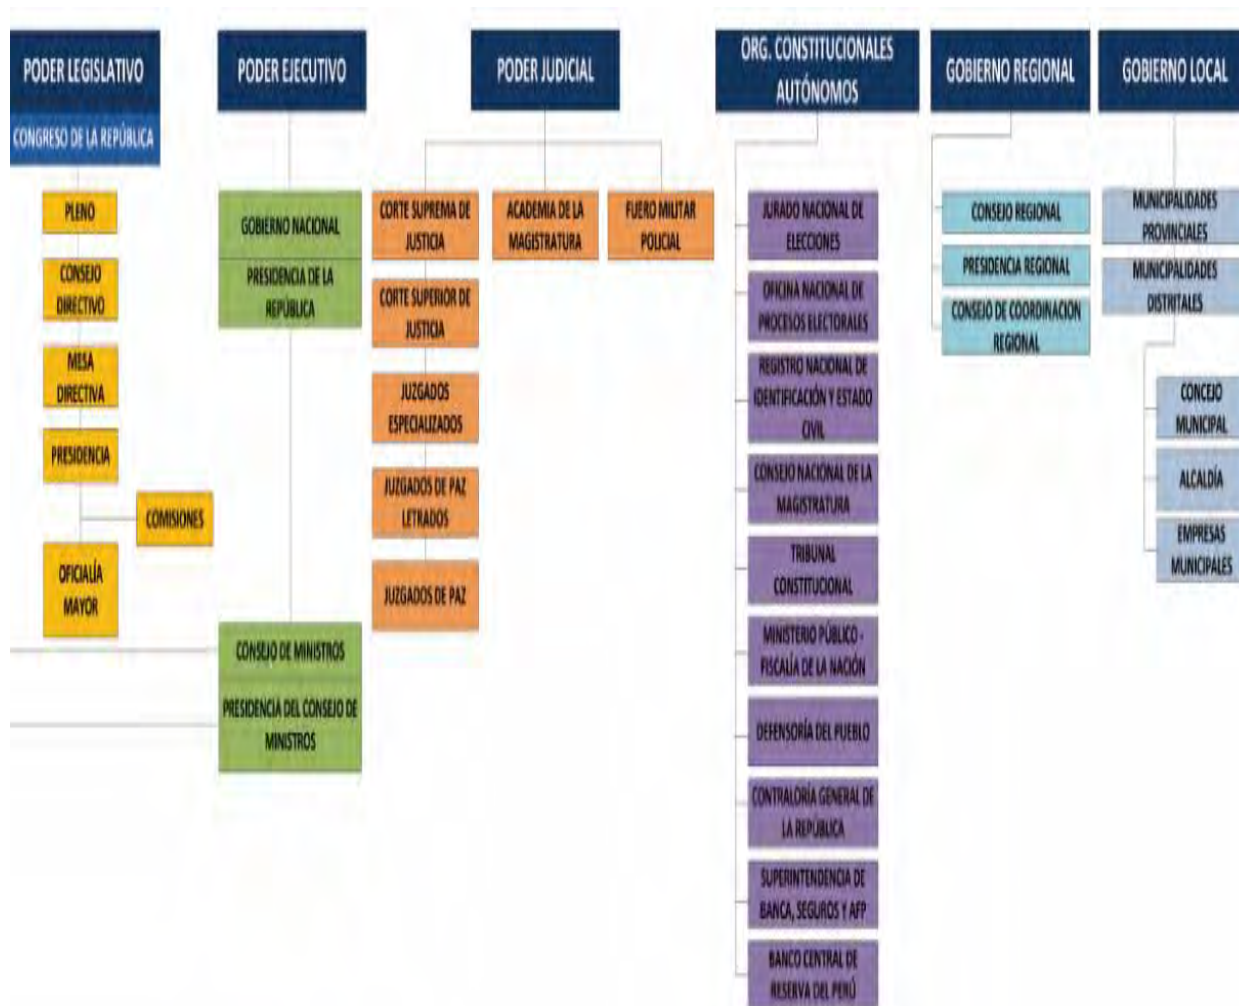 PODER LEGISLATIVO
CONGRESO DE LA REPÚBLICA
PLENO
CONSEJO
DIRECTIVO
MESA
DIRECTIVA
PRESIDENCIA
COMISIONES
OFICIALÍA
MAYOR
PODER EJECUTIVO
GOBIERNO NACIONAL
PRESIDENCIA DE LA
REPÚBLICA
CONSEJO DE MINISTROS
PRESIDENCIA DEL CONSEJO DE
MINISTROS
PODER JUDICIAL
CORTE SUPREMA DE
JUSTICIA
CORTE SUPERIOR DE
JUSTICIA
JUZGADOS
ESPECIALIZADOS
JUZGADOS DE PAZ
LETRADOS
JUZGADOS DE PAZ
ACADEMIA DE LA
MAGISTRATURA
FUERO MILITAR
POLICIAL
ORG. CONSTITUCIONALES
AUTÓNOMOS
JURADO NACIONAL DE
ELECCIONES
OFICINA NACIONAL DE
PROCESOS ELECTORALES
REGISTRO NACIONAL DE
IDENTIFICACIÓN Y ESTADO
CIVIL
CONSEJO NACIONAL DE LA
MAGISTRATURA
TRIBUNAL
CONSTITUCIONAL
MINISTERIO PÚBLICO -
FISCALÍA DE LA NACIÓN
DEFENSORÍA DEL PUEBLO
CONTRALORÍA GENERAL DE
LA REPÚBLICA
SUPERINTENDENCIA DE
BANCA, SEGUROS Y AFP
BANCO CENTRAL DE
RESERVA DEL PERÚ
GOBIERNO REGIONAL
CONSEJO REGIONAL
PRESIDENCIA REGIONAL
CONSEJO DE COORDINACION
REGIONAL
GOBIERNO LOCAL
MUNICIPALIDADES
PROVINCIALES
MUNICIPALIDADES
DISTRITALES
CONCEJO
MUNICIPAL
ALCALDÍA
EMPRESAS
MUNICIPALES